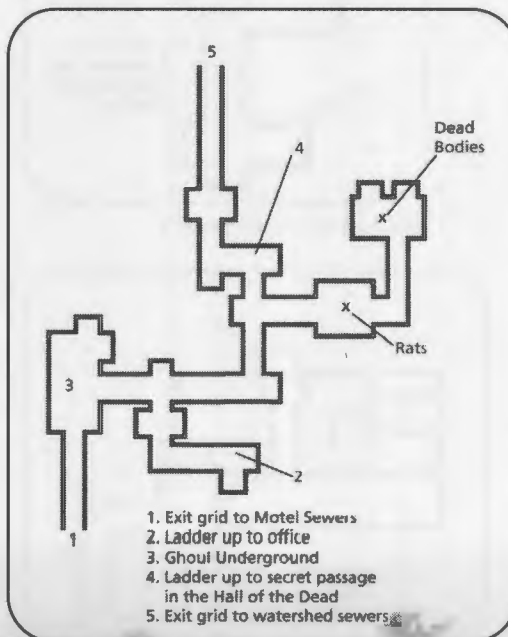 5
4
Dead
Bodies
x
x
Rats
3
2
1
1. Exit grid to Motel Sewers
2. Ladder up to office
3. Ghoul Underground
4. Ladder up to secret passage
in the Hall of the Dead
5. Exit grid to watershed sewers